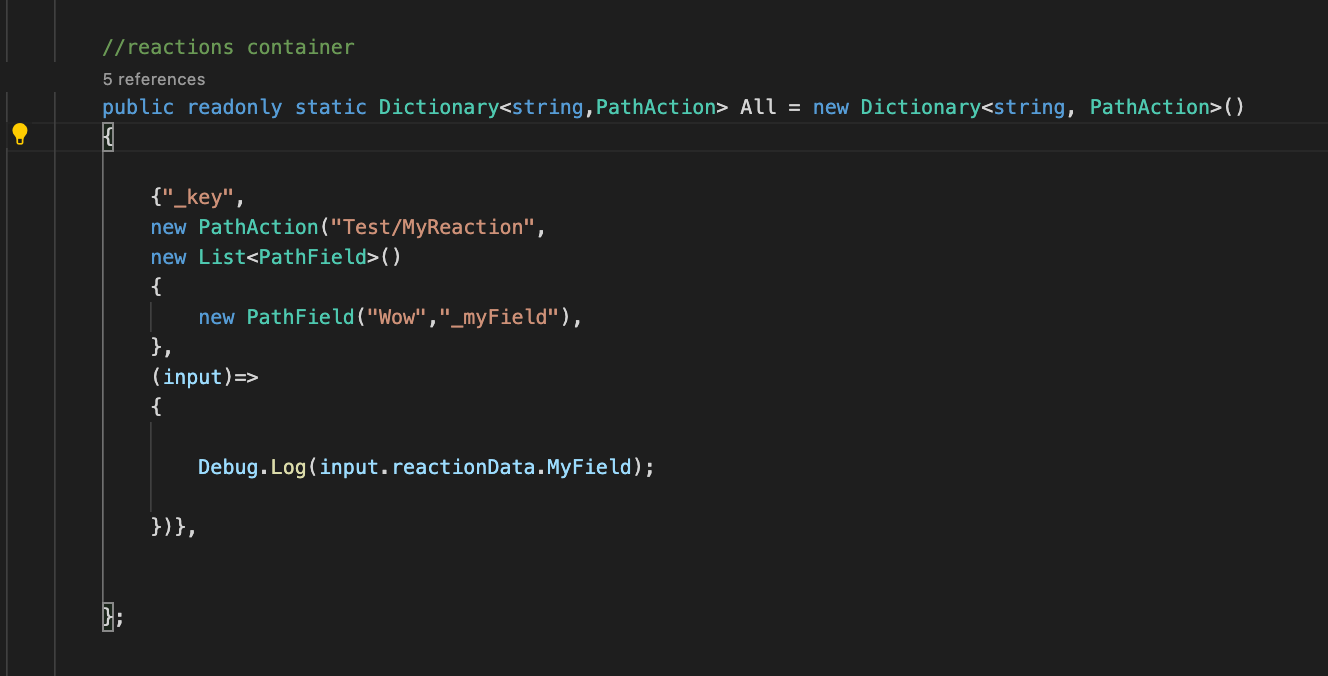 //reactions container
5 references
public readonly static Dictionary<string,PathAction> All = new Dictionary<string, PathAction>()
{
{"_key",
new PathAction("Test/MyReaction",
new List<PathField>()
{
new PathField("Wow","_myField"),
},
(input)=>
{
Debug.Log(input.reactionData.MyField);
})},
};